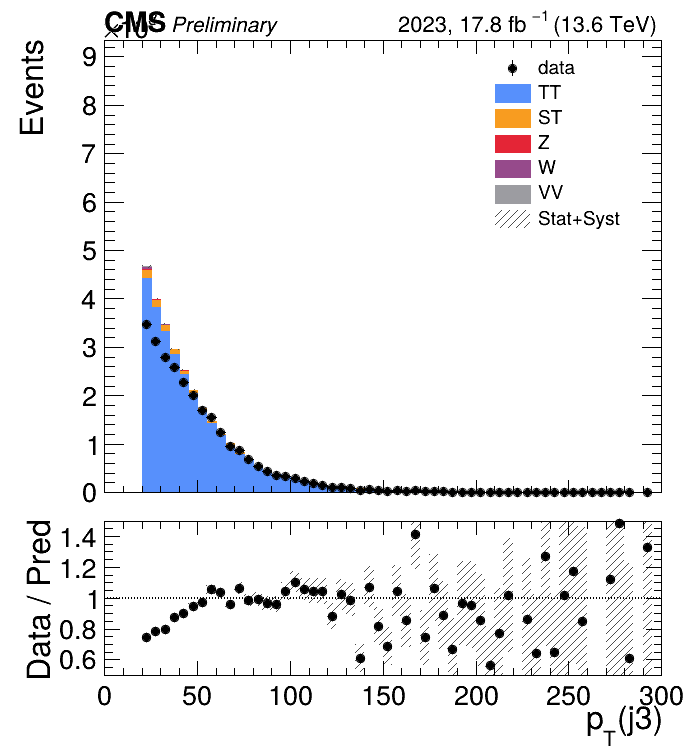 CMS Preliminary 2023, 17.8 fb⁻¹ (13.6 TeV)
×10
Events
9
8
7
6
5
4
3
2
1
0
data
TT
ST
Z
W
VV
Stat+Syst
Data / Pred
1.4
1.2
1
0.8
0.6
0 50 100 150 200 250 300
p_T(j3)